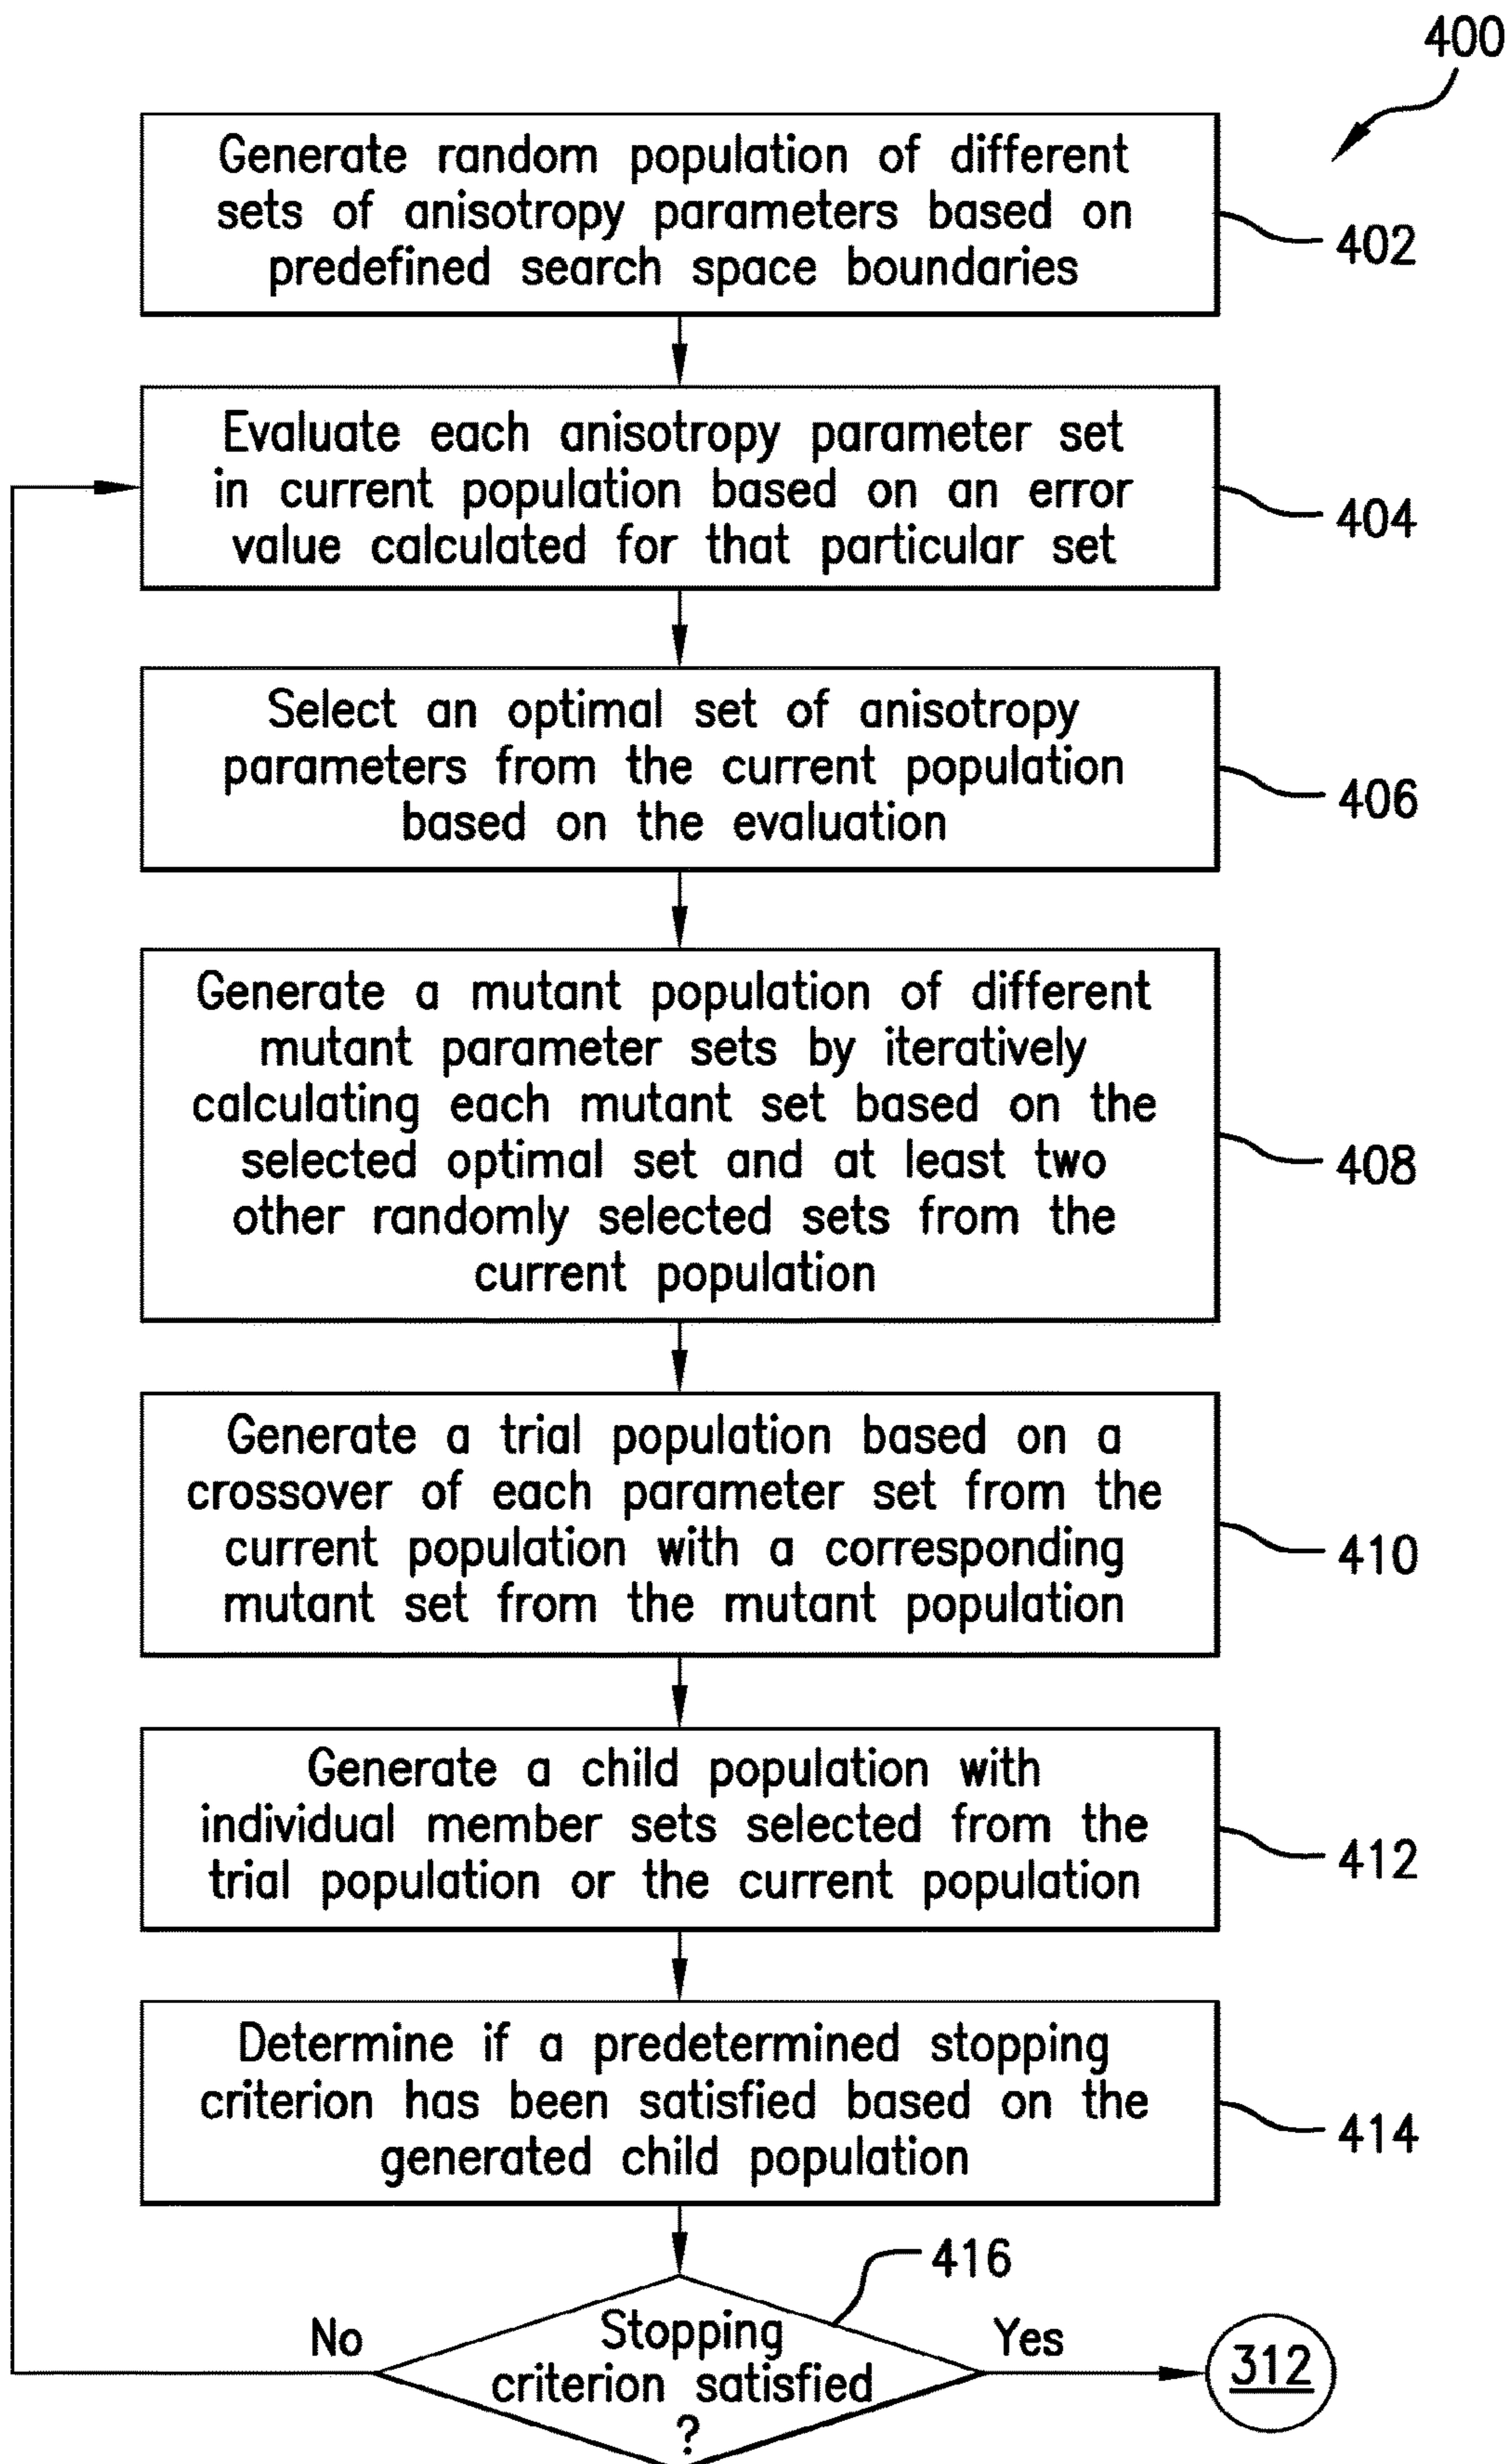 400
Generate random population of different
sets of anisotropy parameters based on
predefined search space boundaries
402
Evaluate each anisotropy parameter set
in current population based on an error
value calculated for that particular set
404
Select an optimal set of anisotropy
parameters from the current population
based on the evaluation
406
Generate a mutant population of different
mutant parameter sets by iteratively
calculating each mutant set based on the
selected optimal set and at least two
other randomly selected sets from the
current population
408
Generate a trial population based on a
crossover of each parameter set from the
current population with a corresponding
mutant set from the mutant population
410
Generate a child population with
individual member sets selected from the
trial population or the current population
412
Determine if a predetermined stopping
criterion has been satisfied based on the
generated child population
414
416
No
Stopping
criterion satisfied
?
Yes
312